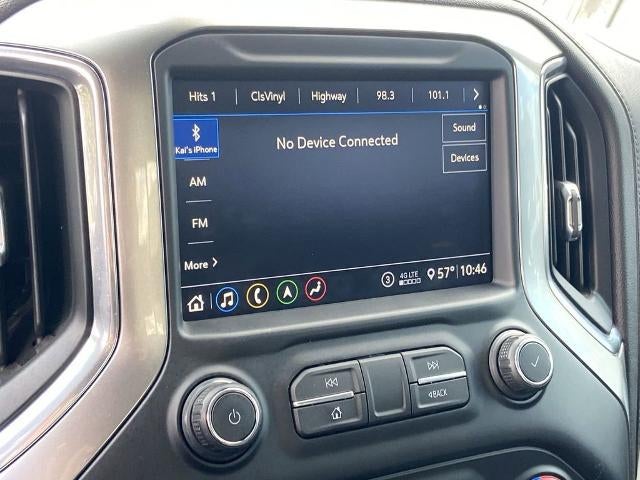 Hits 1 ClsVinyl Highway 98.3 101.1
Kai's iPhone
No Device Connected
Sound
Devices
AM
FM
More
3 4G LTE 57° 10:46
BACK